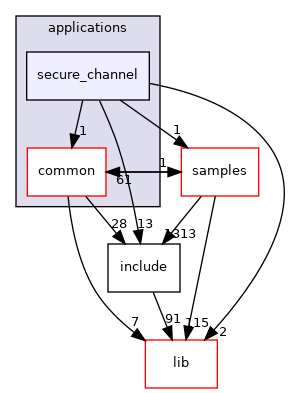 applications
secure_channel
1
1
common
1
samples
61
28
13
1313
include
7
91
115
2
lib